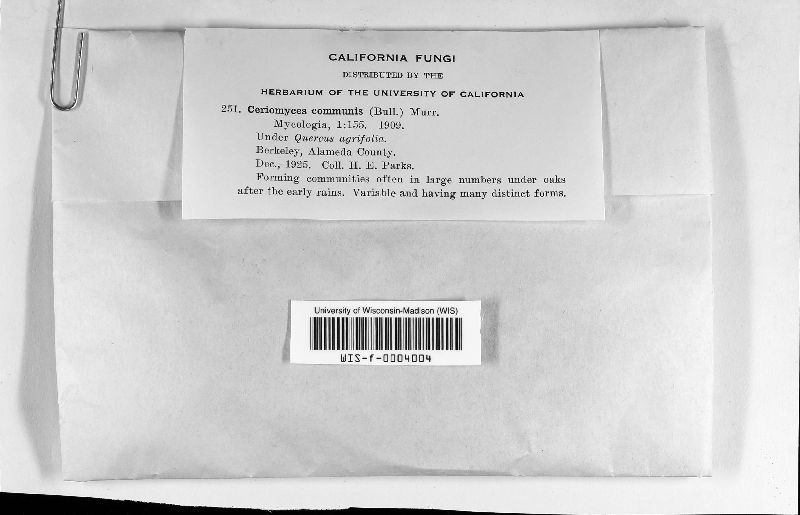 CALIFORNIA FUNGI
DISTRIBUTED BY THE
HERBARIUM OF THE UNIVERSITY OF CALIFORNIA
251. Ceriomyces communis (Bull.) Murr.
Mycologia, 1:155. 1909.
Under Quercus agrifolia.
Berkeley, Alameda County.
Dec., 1925. Coll. H. E. Parks.
Forming communities often in large numbers under oaks
after the early rains. Variable and having many distinct forms.
University of Wisconsin-Madison (WIS)
WIS-f-0004004